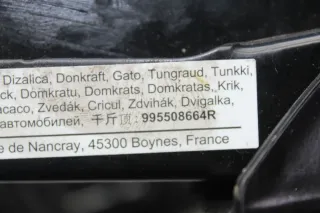 Dizalica, Donkraft, Gato, Tungraud, Tunkki,
ck, Domkratu, Domkrats, Domkratas, Krik,
acaco, Zvedák, Cricul, Zdvihák, Dvigalka,
автомобилей, 千斤顶: 995508664R
e de Nancray, 45300 Boynes, France